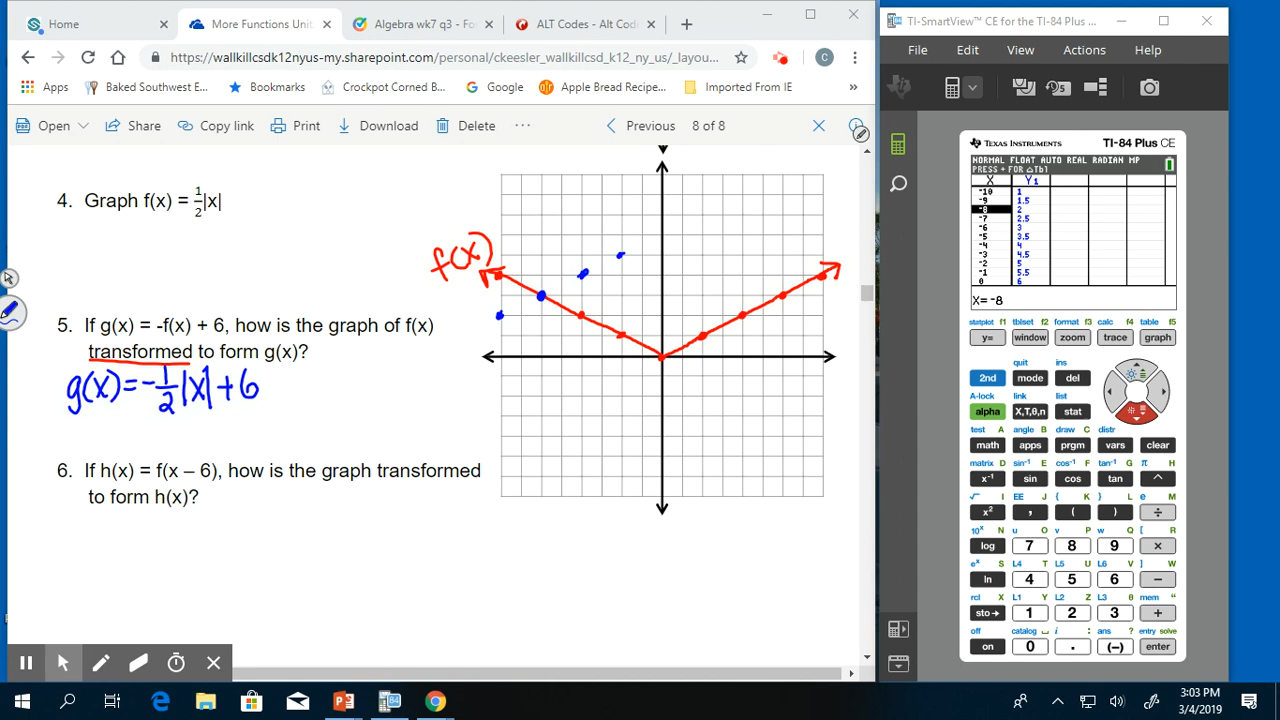 Home
More Functions Unit
Algebra wk7 q3 - Fo
ALT Codes - Alt Cod
https://wallkillcsdk12nyus-my.sharepoint.com/personal/ckeesler_wallkillcsd_k12_ny_us/_layou...
C
Apps
Baked Southwest E...
Bookmarks
Crockpot Corned B...
Google
Apple Bread Recipe...
Imported From IE
»
Open
Share
Copy link
Print
Download
Delete
...
Previous
8 of 8
4. Graph f(x) = 1/2|x|
f(x)
5. If g(x) = -f(x) + 6, how is the graph of f(x)
transformed to form g(x)?
g(x)=-1/2|x|+6
6. If h(x) = f(x – 6), how is the graph transformed
to form h(x)?
TI-SmartView™ CE for the TI-84 Plus ...
File Edit View Actions Help
TEXAS INSTRUMENTS TI-84 Plus CE
NORMAL FLOAT AUTO REAL RADIAN MP
PRESS + FOR △Tbl
X Y1
-10 1
-9 1.5
-8 2
-7 2.5
-6 3
-5 3.5
-4 4
-3 4.5
-2 5
-1 5.5
0 6
X=-8
statplot f1 tblset f2 format f3 calc f4 table f5
y= window zoom trace graph
quit ins
2nd mode del
A-lock link list
alpha X,T,θ,n stat
test A angle B draw C distr
math apps prgm vars clear
matrix D sin⁻¹ E cos⁻¹ F tan⁻¹ G π H
x⁻¹ sin cos tan ^
√ I EE J { K } L e M
x² , ( ) ÷
10ˣ N u O v P w Q [ R
log 7 8 9 ×
eˣ S L4 T L5 U L6 V ] W
ln 4 5 6 −
rcl X L1 Y L2 Z L3 θ mem "
sto→ 1 2 3 +
off catalog ⎵ i : ans ? entry solve
on 0 . (−) enter
3:03 PM
3/4/2019